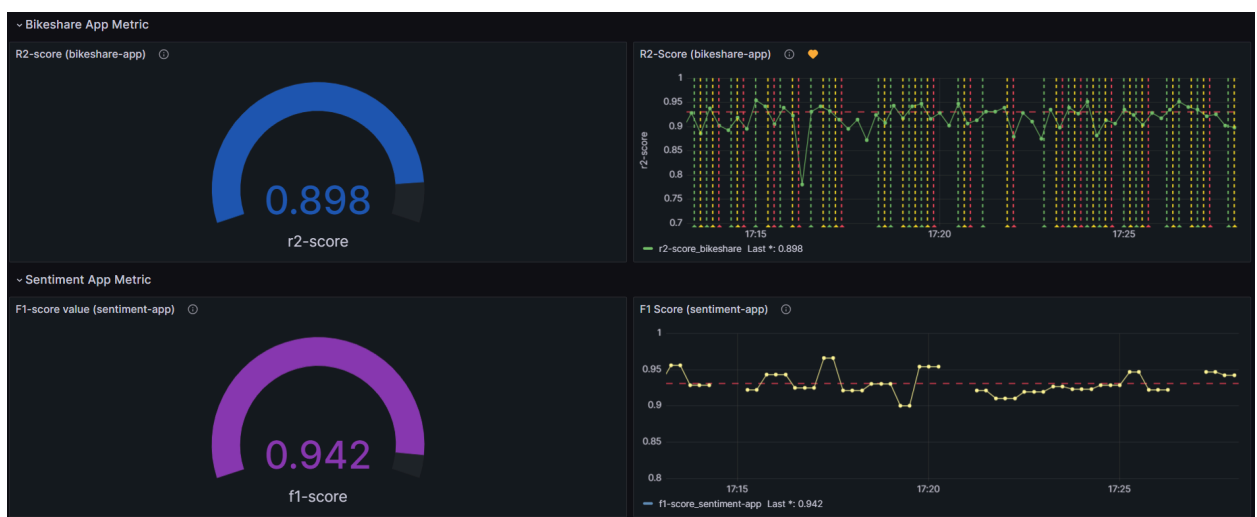 Bikeshare App Metric
R2-score (bikeshare-app)
0.898
r2-score
R2-Score (bikeshare-app)
1
0.95
0.9
0.85
0.8
0.75
0.7
r2-score
17:15
17:20
17:25
r2-score_bikeshare Last *: 0.898
Sentiment App Metric
F1-score value (sentiment-app)
0.942
f1-score
F1 Score (sentiment-app)
1
0.95
0.9
0.85
0.8
17:15
17:20
17:25
f1-score_sentiment-app Last *: 0.942